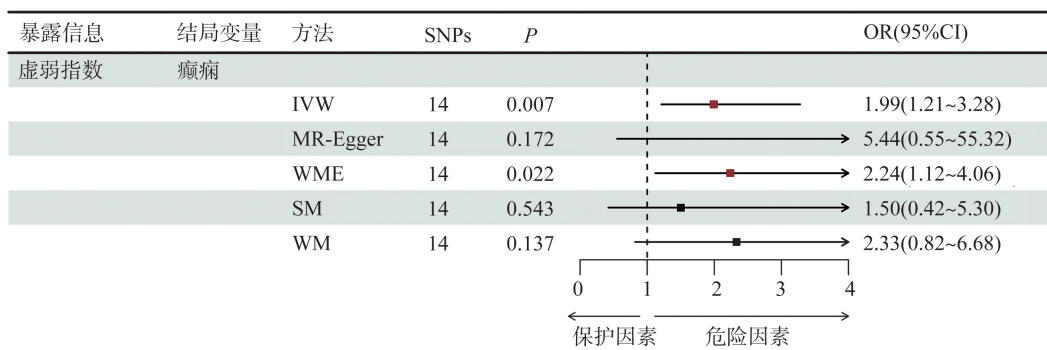 暴露信息 结局变量 方法 SNPs P OR(95%CI)
虚弱指数 癫痫
IVW 14 0.007 1.99(1.21~3.28)
MR-Egger 14 0.172 5.44(0.55~55.32)
WME 14 0.022 2.24(1.12~4.06)
SM 14 0.543 1.50(0.42~5.30)
WM 14 0.137 2.33(0.82~6.68)
0 1 2 3 4
保护因素 危险因素